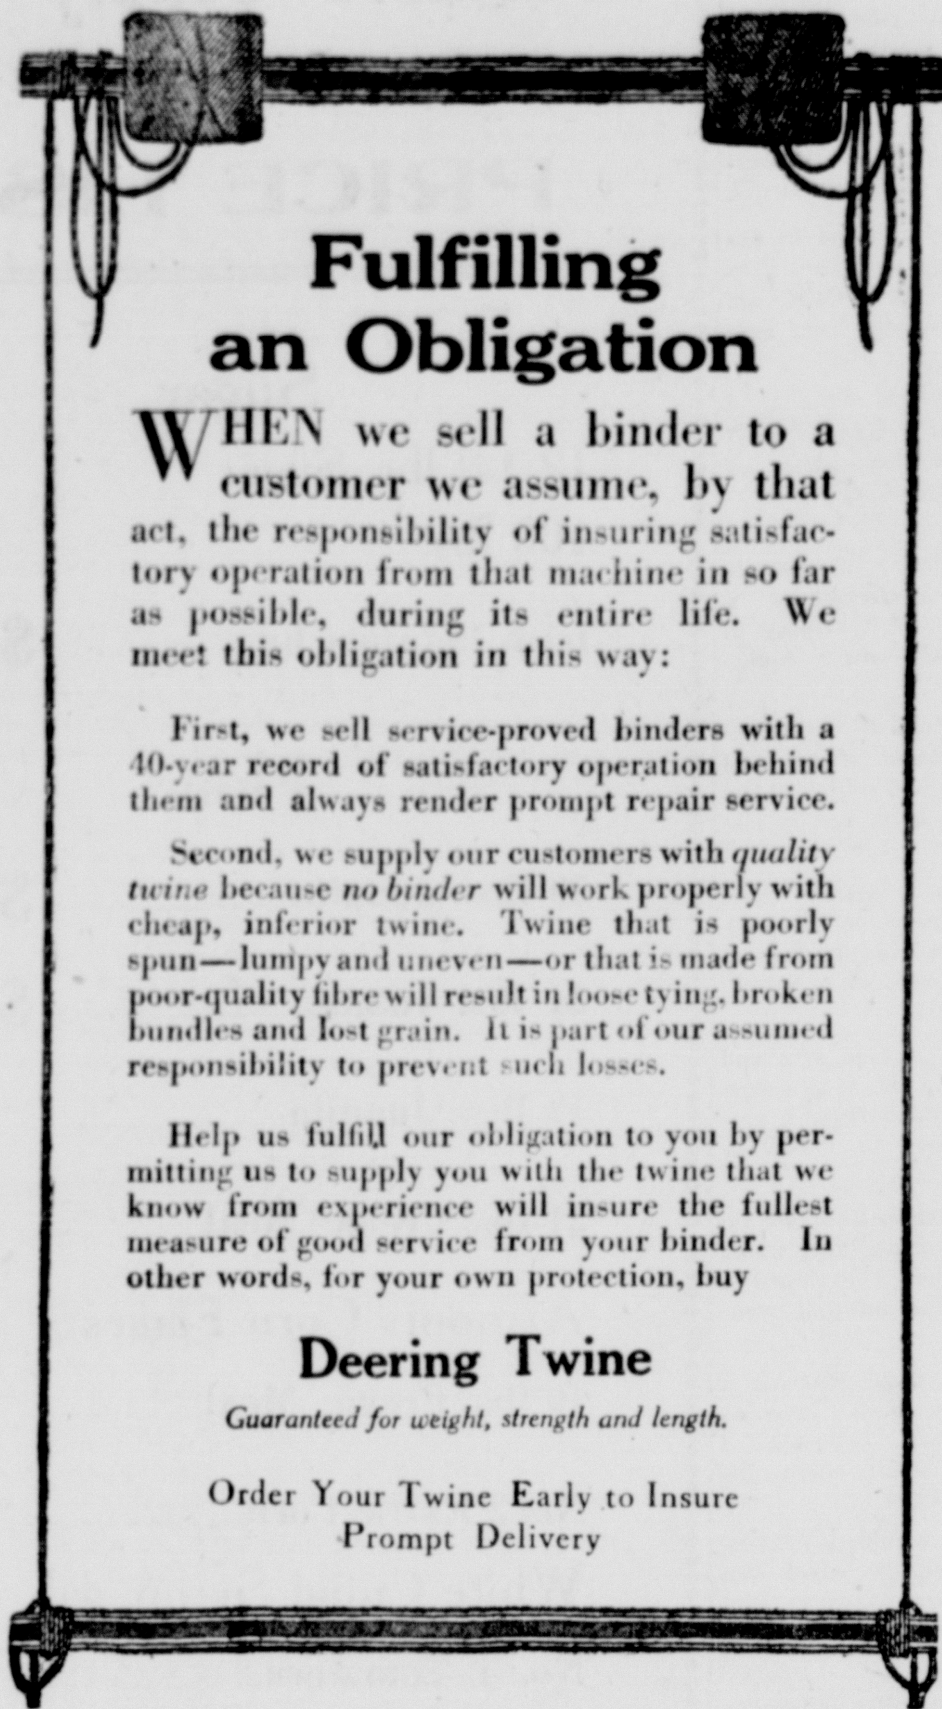 Fulfilling
an Obligation
WHEN we sell a binder to a
customer we assume, by that
act, the responsibility of insuring satisfac-
tory operation from that machine in so far
as possible, during its entire life. We
meet this obligation in this way:
First, we sell service-proved binders with a
40-year record of satisfactory operation behind
them and always render prompt repair service.
Second, we supply our customers with quality
twine because no binder will work properly with
cheap, inferior twine. Twine that is poorly
spun—lumpy and uneven—or that is made from
poor-quality fibre will result in loose tying, broken
bundles and lost grain. It is part of our assumed
responsibility to prevent such losses.
Help us fulfill our obligation to you by per-
mitting us to supply you with the twine that we
know from experience will insure the fullest
measure of good service from your binder. In
other words, for your own protection, buy
Deering Twine
Guaranteed for weight, strength and length.
Order Your Twine Early to Insure
Prompt Delivery